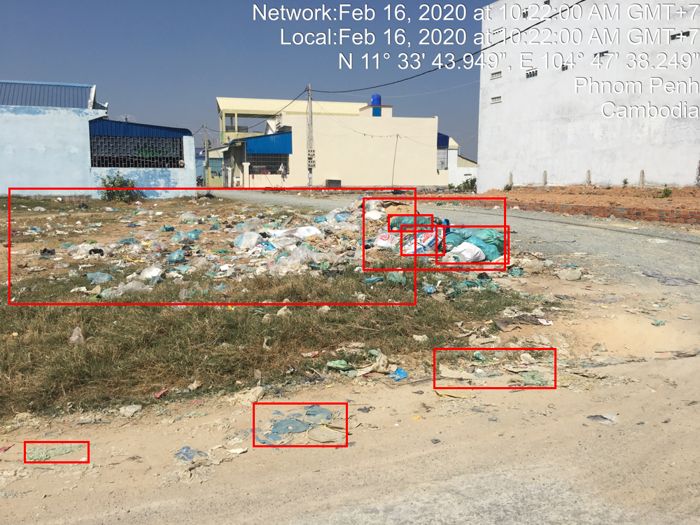 Network:Feb 16, 2020 at 10:22:00 AM GMT+7
Local:Feb 16, 2020 at 10:22:00 AM GMT+7
N 11° 33' 43.949", E 104° 47' 38.249"
Phnom Penh
Cambodia